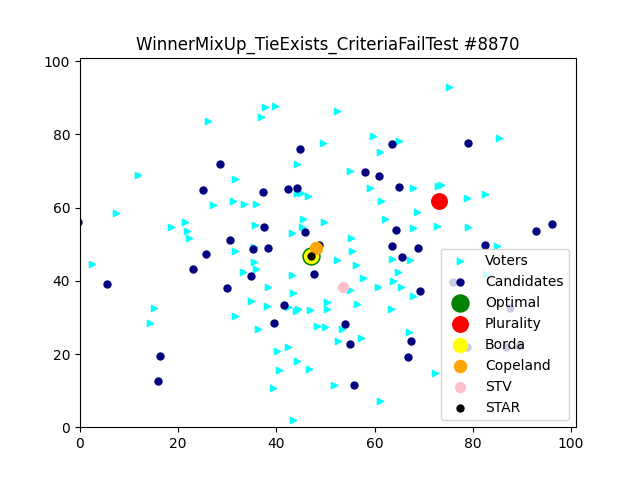 WinnerMixUp_TieExists_CriteriaFailTest #8870
100
80
60
40
20
0
0
20
40
60
80
100
Voters
Candidates
Optimal
Plurality
Borda
Copeland
STV
STAR